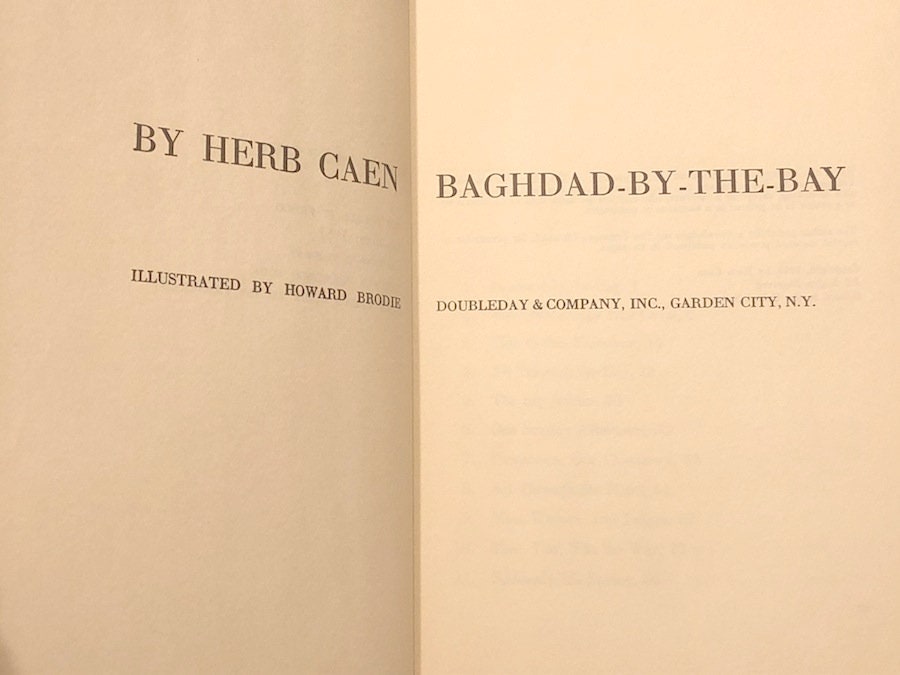 BY HERB CAEN
ILLUSTRATED BY HOWARD BRODIE
BAGHDAD-BY-THE-BAY
DOUBLEDAY & COMPANY, INC., GARDEN CITY, N.Y.